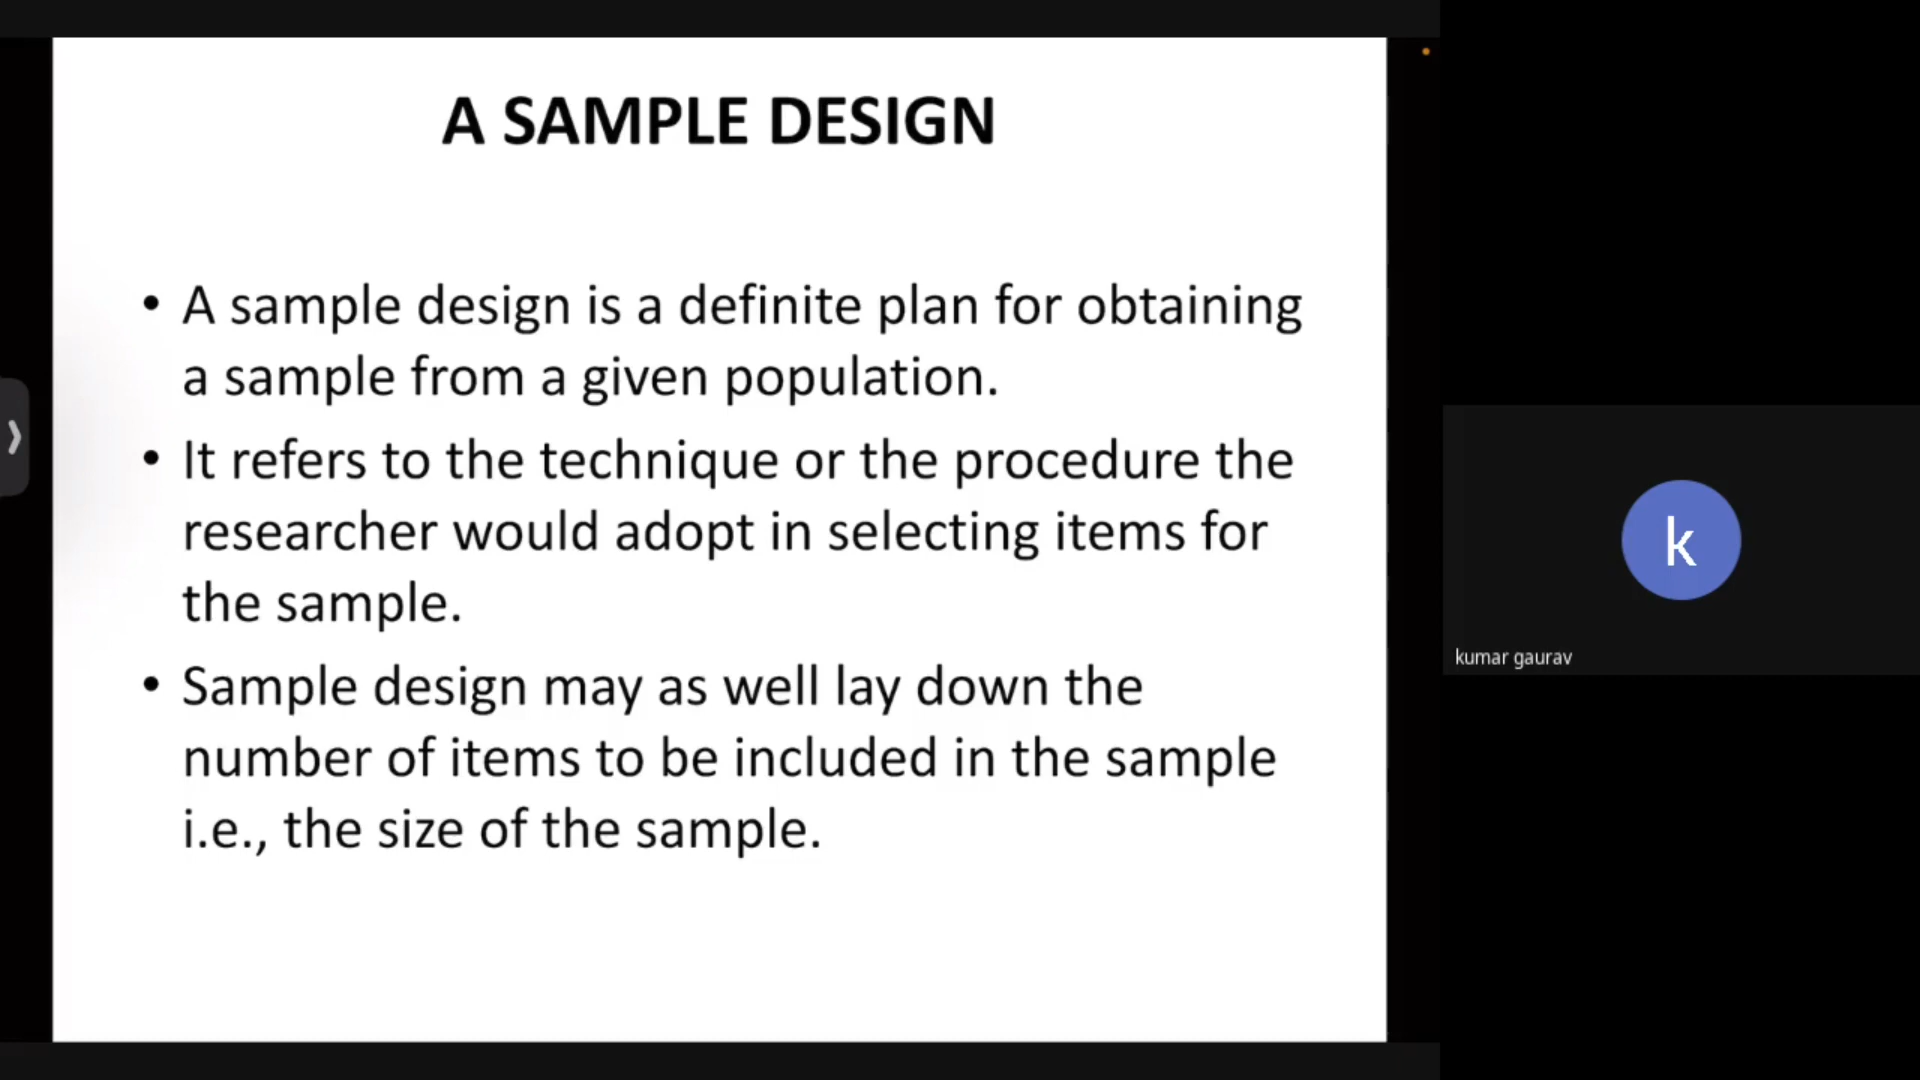 A SAMPLE DESIGN
• A sample design is a definite plan for obtaining
a sample from a given population.
• It refers to the technique or the procedure the
researcher would adopt in selecting items for
the sample.
• Sample design may as well lay down the
number of items to be included in the sample
i.e., the size of the sample.
k
kumar gaurav